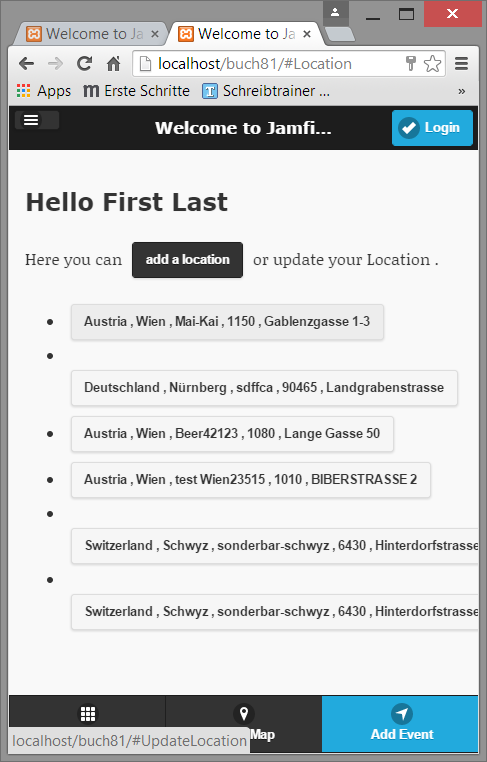 Welcome to Ja
Welcome to Ja
localhost/buch81/#Location
Apps
Erste Schritte
Schreibtrainer ...
»
Welcome to Jamfi...
Login
Hello First Last
Here you can add a location or update your Location .
Austria , Wien , Mai-Kai , 1150 , Gablenzgasse 1-3
Deutschland , Nürnberg , sdffca , 90465 , Landgrabenstrasse
Austria , Wien , Beer42123 , 1080 , Lange Gasse 50
Austria , Wien , test Wien23515 , 1010 , BIBERSTRASSE 2
Switzerland , Schwyz , sonderbar-schwyz , 6430 , Hinterdorfstrasse
Switzerland , Schwyz , sonderbar-schwyz , 6430 , Hinterdorfstrasse
Map
Add Event
localhost/buch81/#UpdateLocation